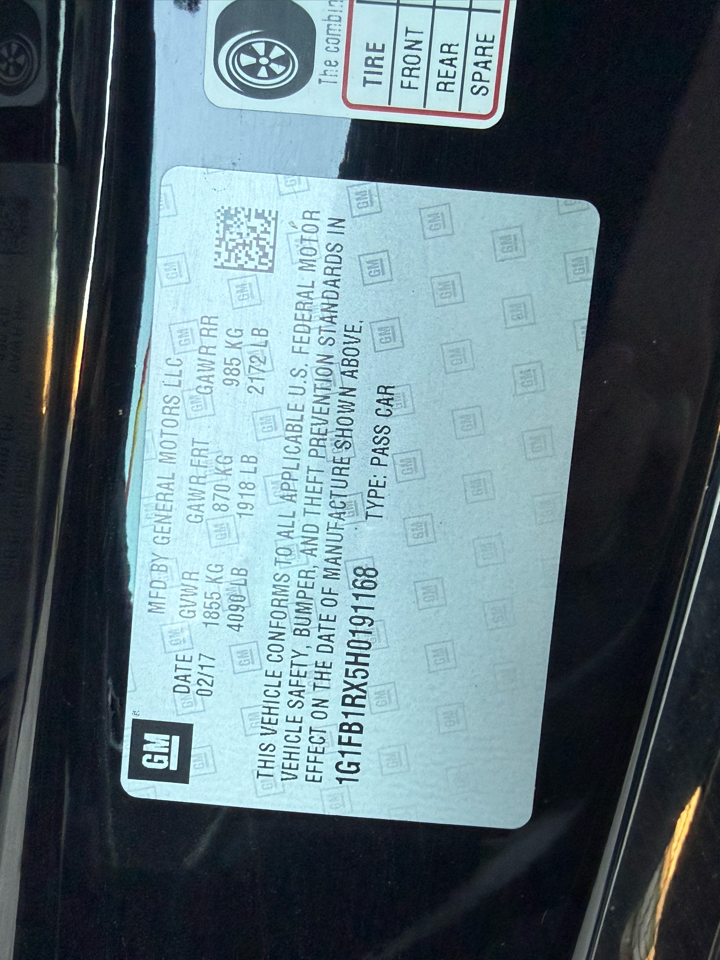 GM
MFD BY GENERAL MOTORS LLC
DATE GVWR GAWR FRT GAWR RR
02/17 1855 KG 870 KG 985 KG
4090 LB 1918 LB 2172 LB
THIS VEHICLE CONFORMS TO ALL APPLICABLE U.S. FEDERAL MOTOR
VEHICLE SAFETY, BUMPER, AND THEFT PREVENTION STANDARDS IN
EFFECT ON THE DATE OF MANUFACTURE SHOWN ABOVE.
1G1FB1RX5H0191168 TYPE: PASS CAR
The combin
TIRE
FRONT
REAR
SPARE